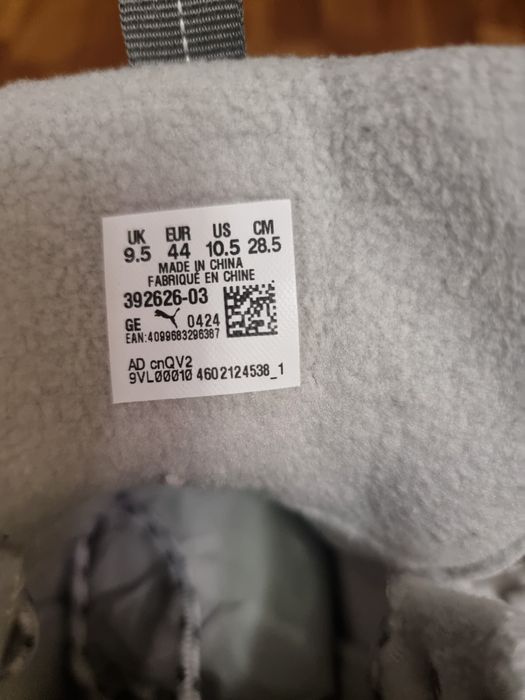 UK EUR US CM
9.5 44 10.5 28.5
MADE IN CHINA
FABRIQUÉ EN CHINE
392626-03
GE 0424
EAN:4099683296387
AD cnQV2
9VL00010 4602124538_1